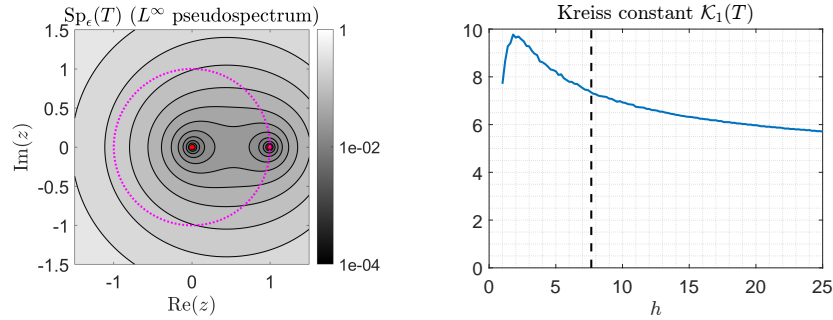 Sp_ϵ(T) (L^∞ pseudospectrum)
1.5
1
0.5
0
-0.5
-1
-1.5
Im(z)
-1 0 1
Re(z)
1
1e-02
1e-04
Kreiss constant 𝒦_1(T)
10
8
6
4
2
0
0 5 10 15 20 25
h